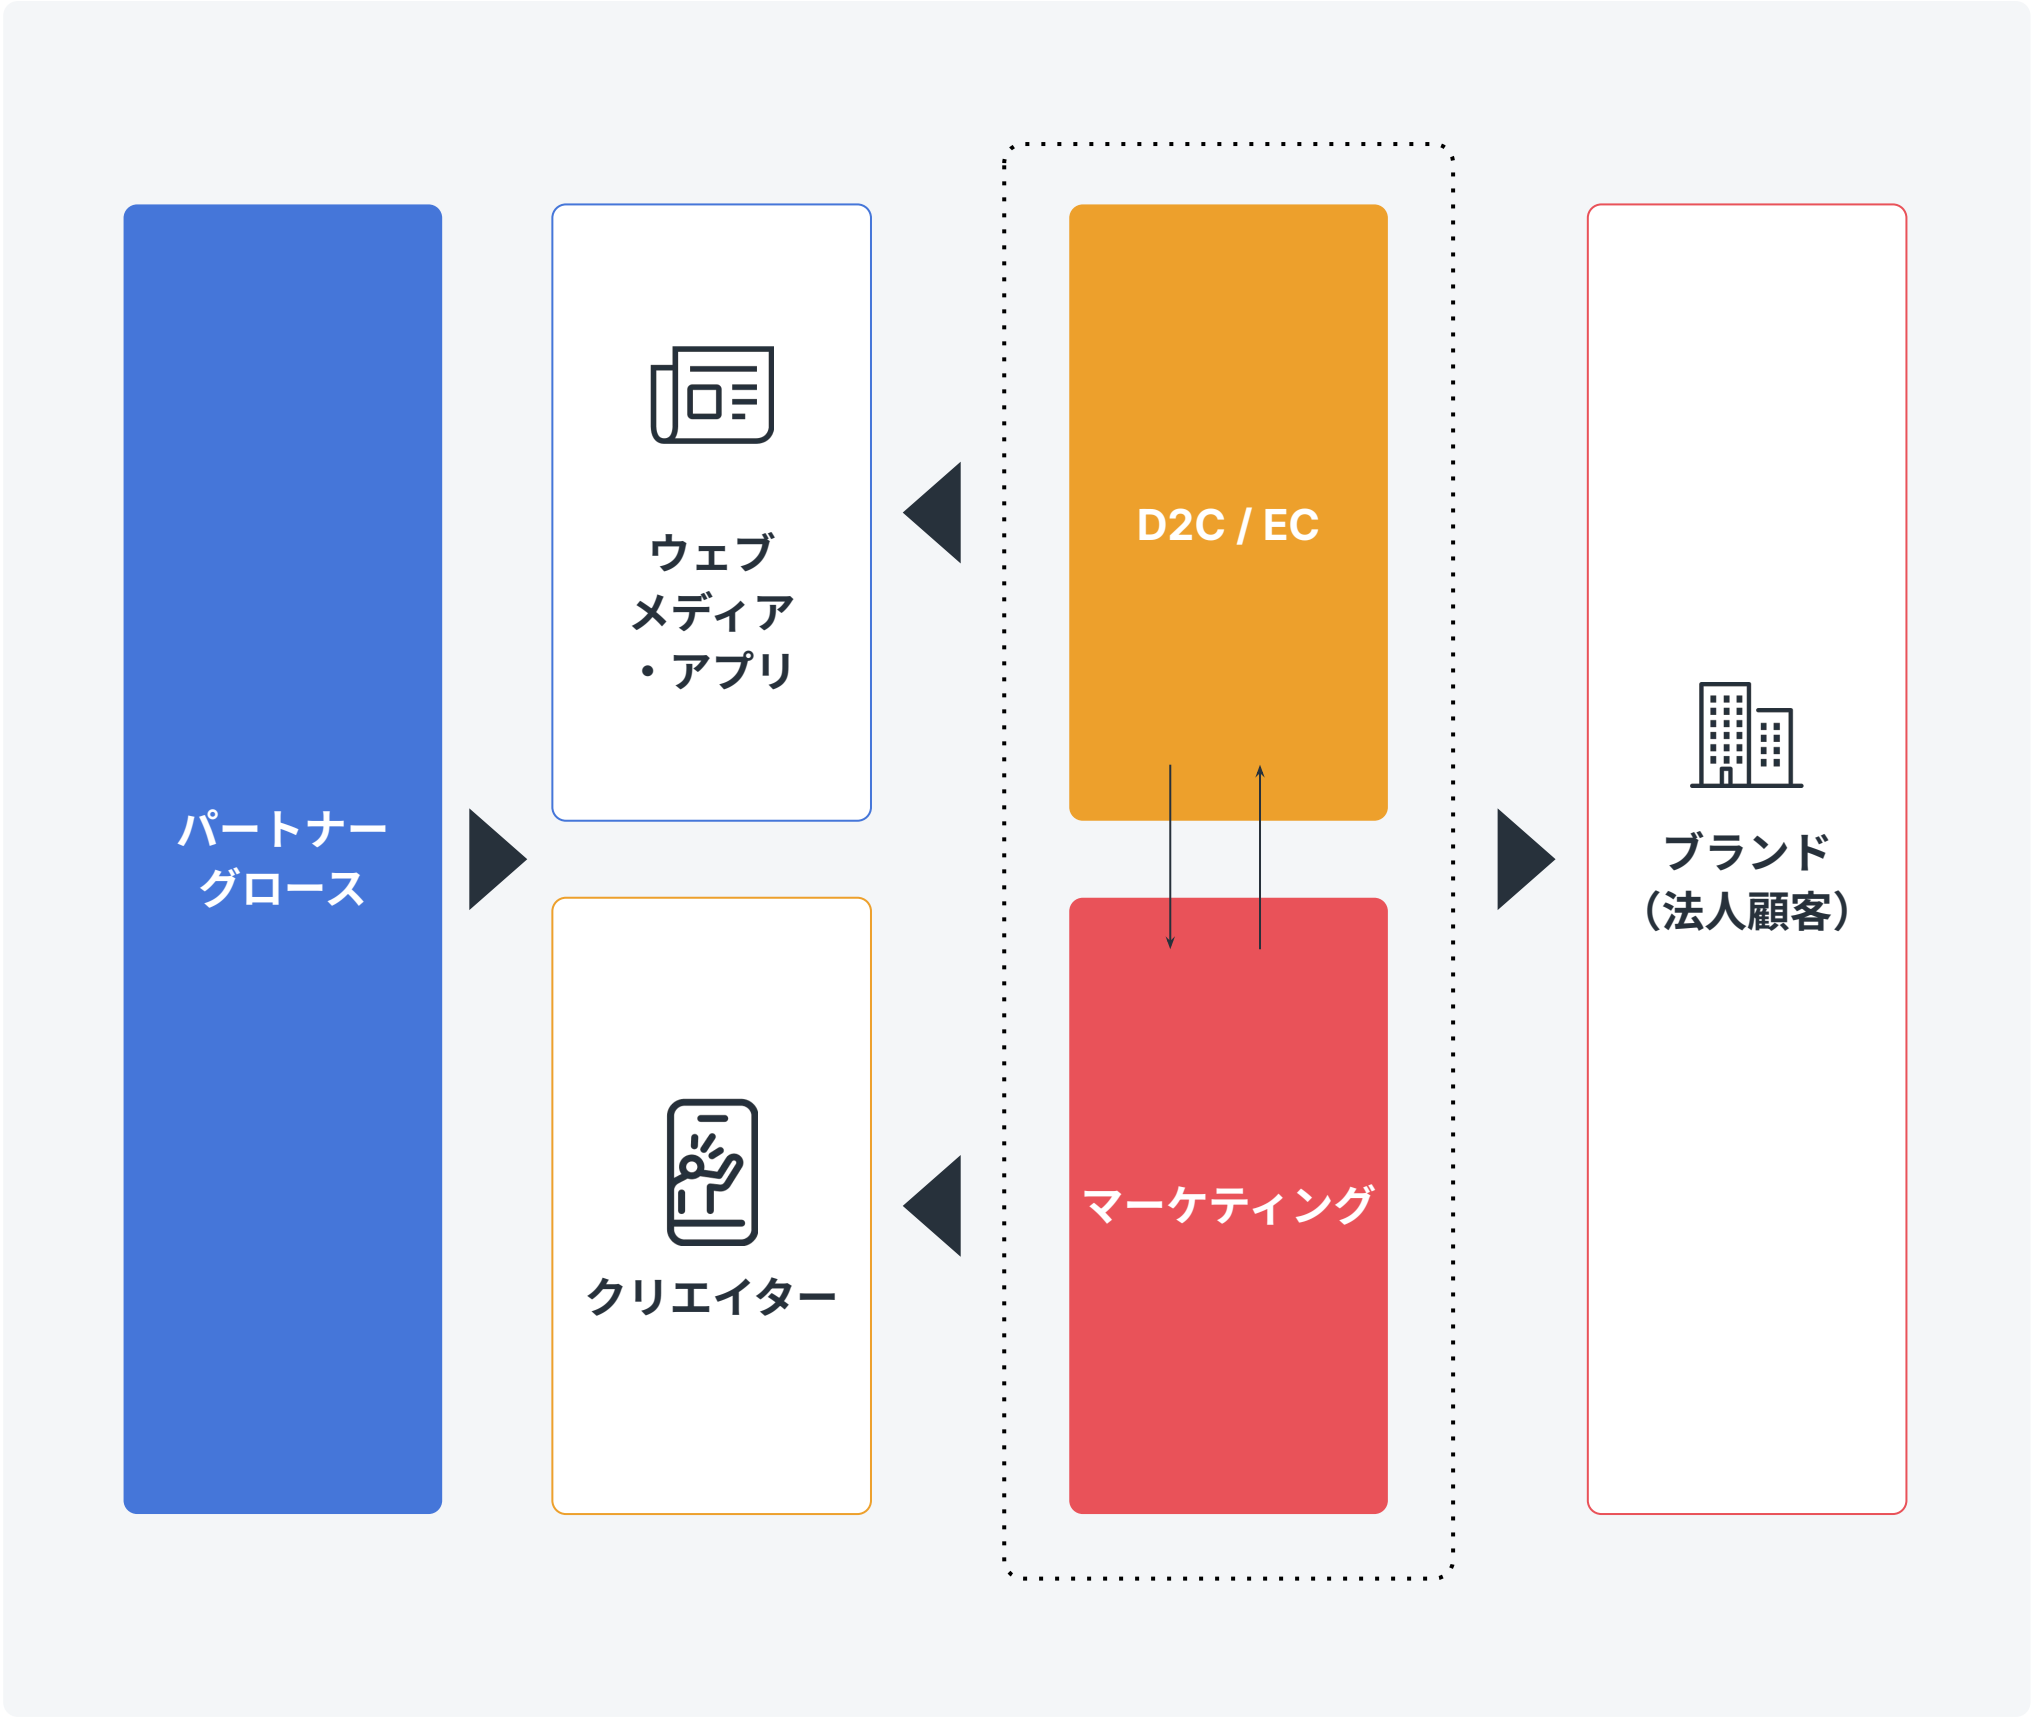 パートナー
グロース
ウェブ
メディア
・アプリ
クリエイター
D2C / EC
マーケティング
ブランド
（法人顧客）